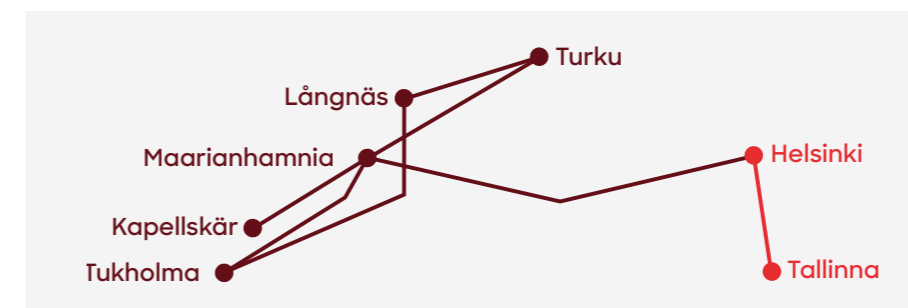 Turku
Långnäs
Maarianhamnia
Helsinki
Kapellskär
Tukholma
Tallinna